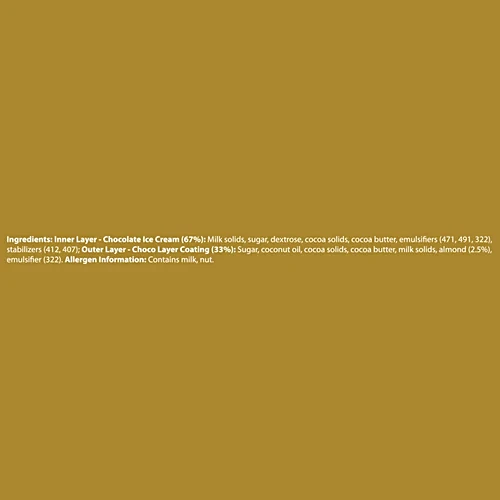 Ingredients: Inner Layer - Chocolate Ice Cream (67%): Milk solids, sugar, dextrose, cocoa solids, cocoa butter, emulsifiers (471, 491, 322),
stabilizers (412, 407); Outer Layer - Choco Layer Coating (33%): Sugar, coconut oil, cocoa solids, cocoa butter, milk solids, almond (2.5%),
emulsifier (322). Allergen Information: Contains milk, nut.